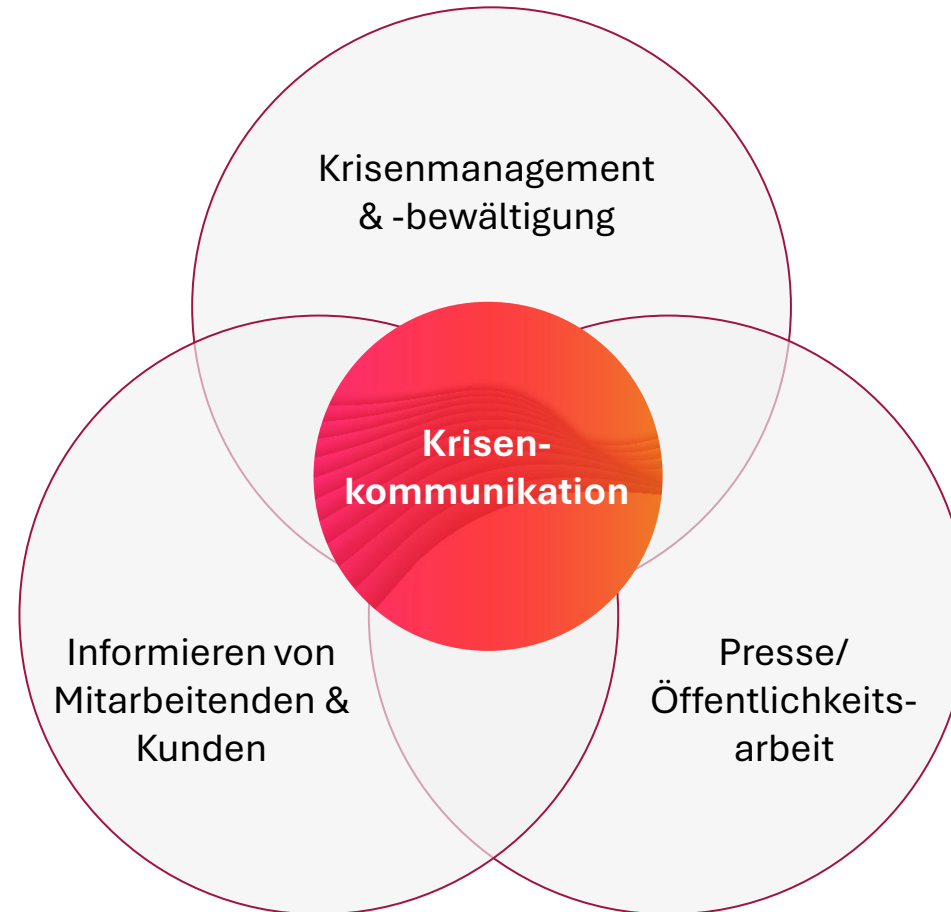 Krisenmanagement
& -bewältigung
Krisen-
kommunikation
Informieren von
Mitarbeitenden &
Kunden
Presse/
Öffentlichkeits-
arbeit